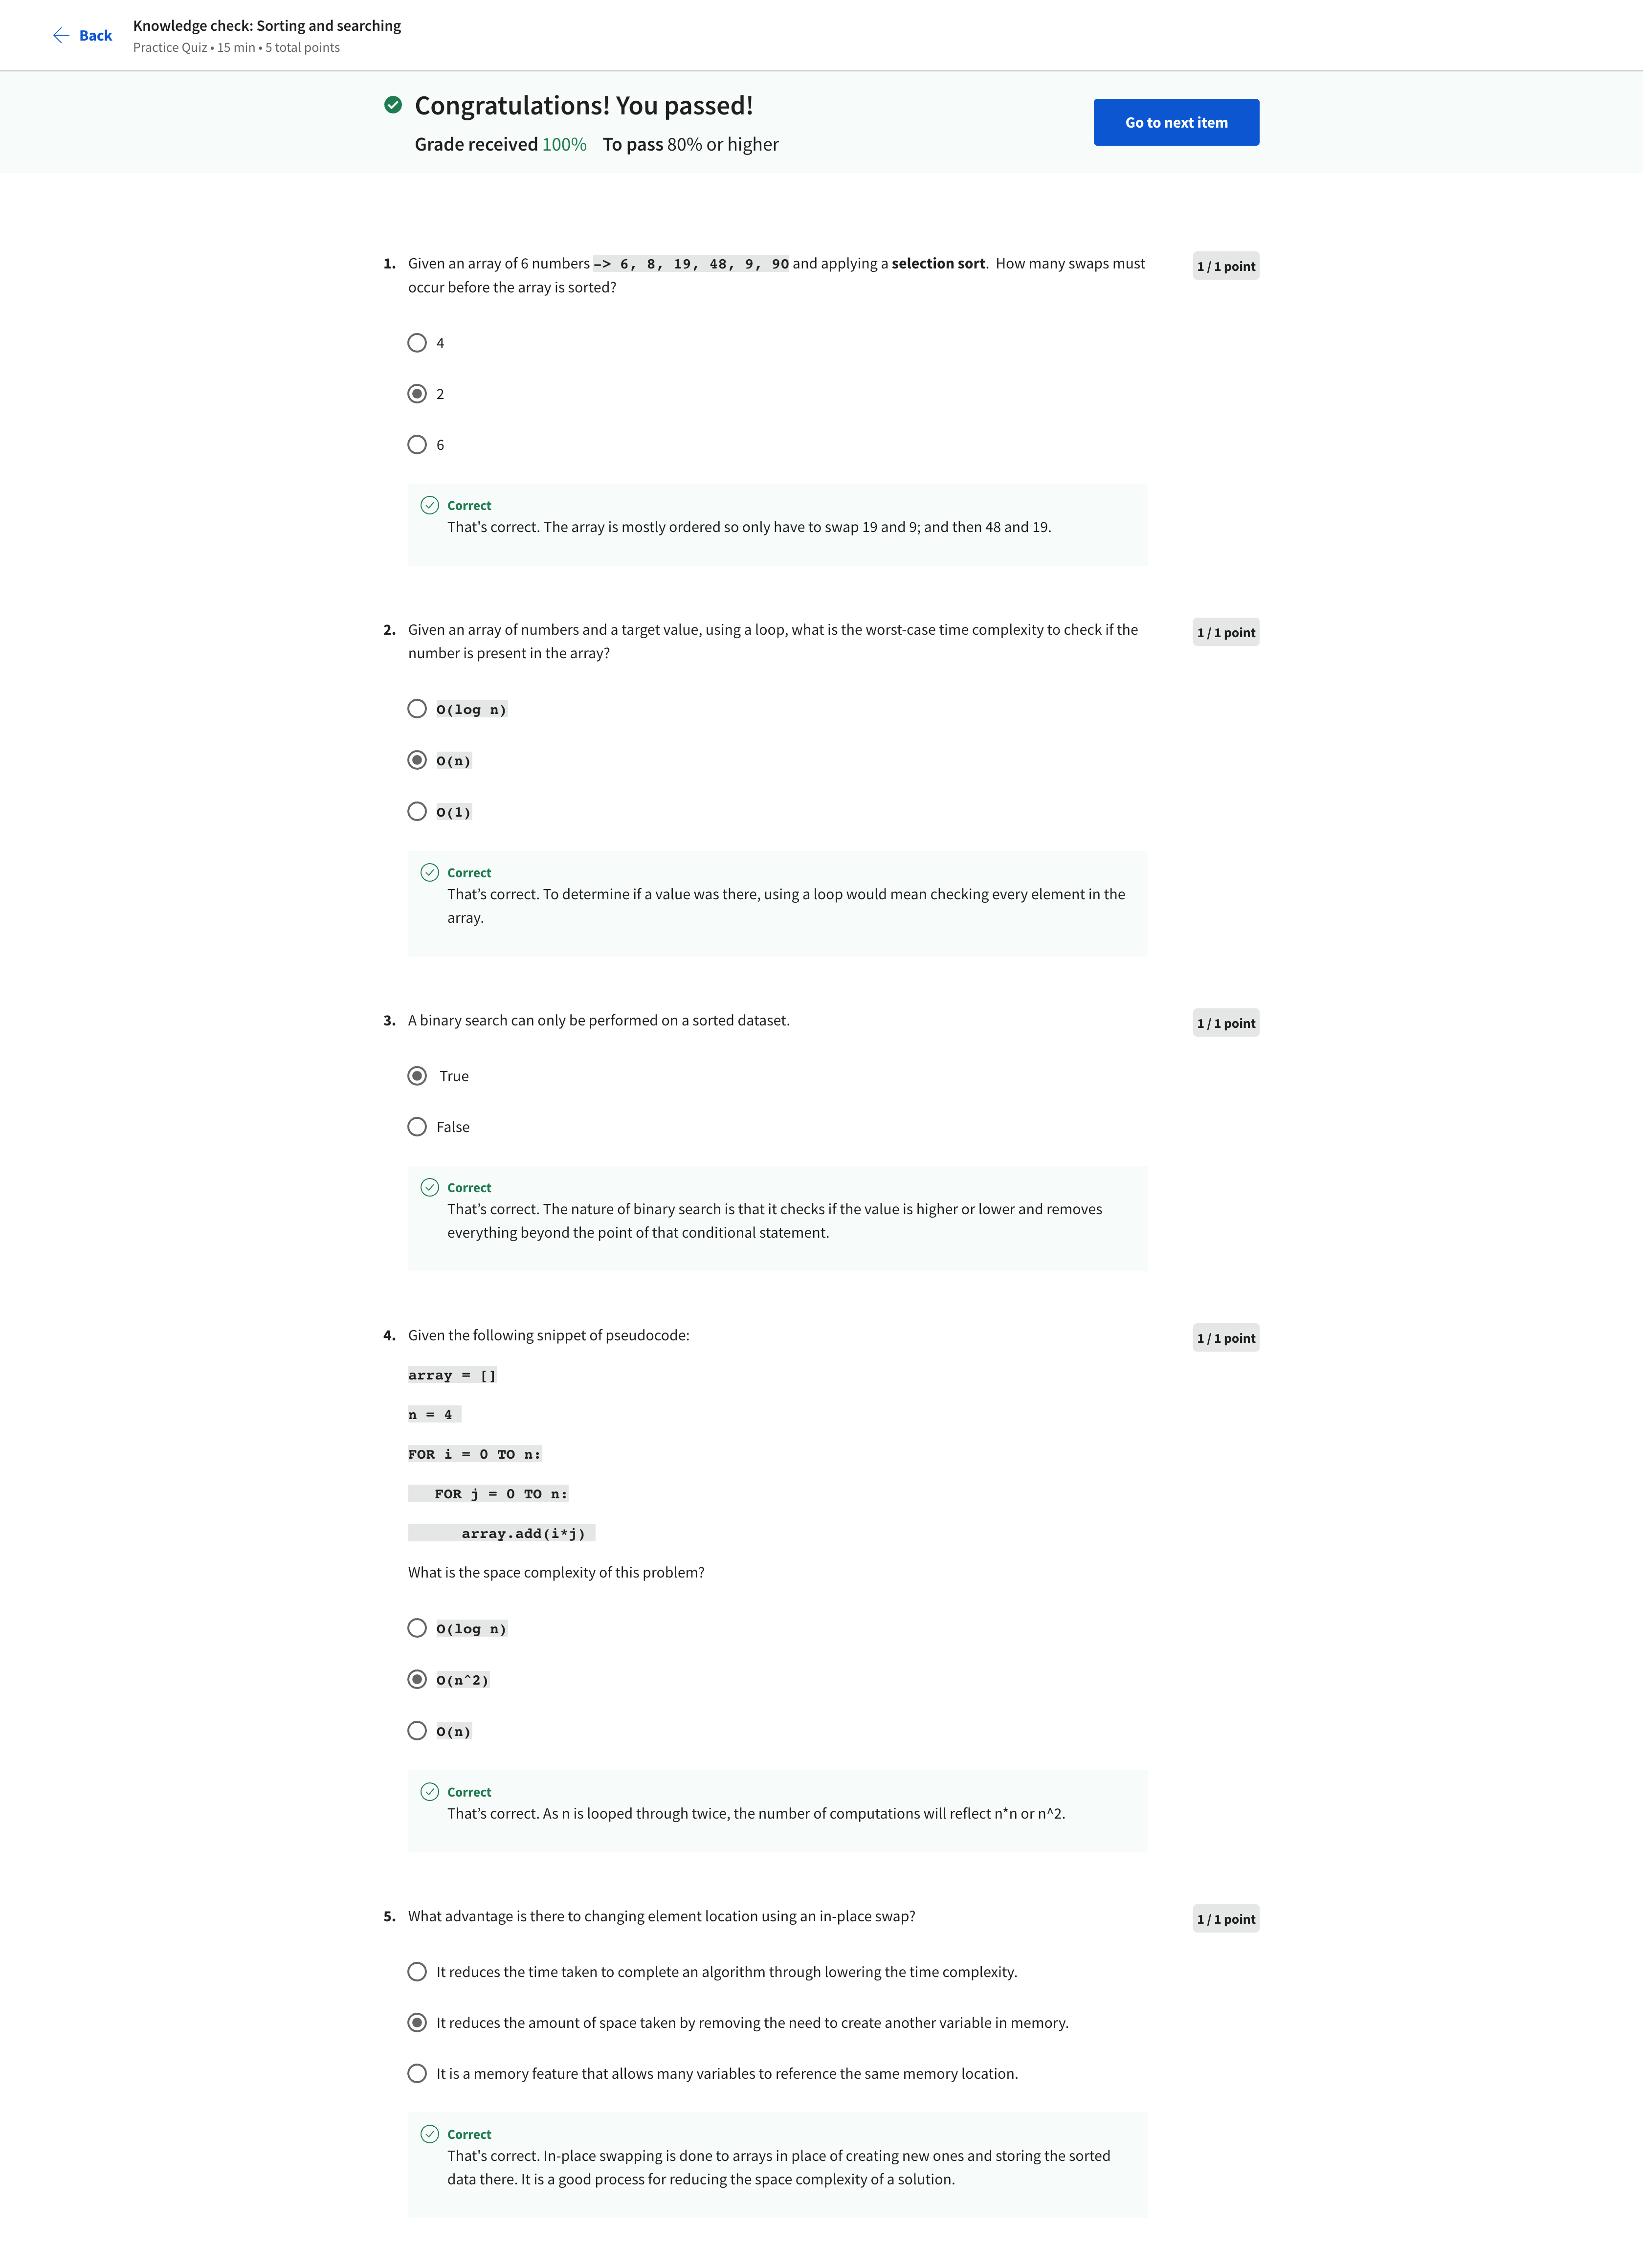 Back
Knowledge check: Sorting and searching
Practice Quiz • 15 min • 5 total points
Congratulations! You passed!
Grade received 100% To pass 80% or higher
Go to next item
1. Given an array of 6 numbers -> 6, 8, 19, 48, 9, 90 and applying a selection sort. How many swaps must
occur before the array is sorted?
1 / 1 point
4
2
6
Correct
That's correct. The array is mostly ordered so only have to swap 19 and 9; and then 48 and 19.
2. Given an array of numbers and a target value, using a loop, what is the worst-case time complexity to check if the
number is present in the array?
1 / 1 point
O(log n)
O(n)
O(1)
Correct
That’s correct. To determine if a value was there, using a loop would mean checking every element in the
array.
3. A binary search can only be performed on a sorted dataset.
1 / 1 point
True
False
Correct
That’s correct. The nature of binary search is that it checks if the value is higher or lower and removes
everything beyond the point of that conditional statement.
4. Given the following snippet of pseudocode:
1 / 1 point
array = []
n = 4
FOR i = 0 TO n:
FOR j = 0 TO n:
array.add(i*j)
What is the space complexity of this problem?
O(log n)
O(n^2)
O(n)
Correct
That’s correct. As n is looped through twice, the number of computations will reflect n*n or n^2.
5. What advantage is there to changing element location using an in-place swap?
1 / 1 point
It reduces the time taken to complete an algorithm through lowering the time complexity.
It reduces the amount of space taken by removing the need to create another variable in memory.
It is a memory feature that allows many variables to reference the same memory location.
Correct
That's correct. In-place swapping is done to arrays in place of creating new ones and storing the sorted
data there. It is a good process for reducing the space complexity of a solution.